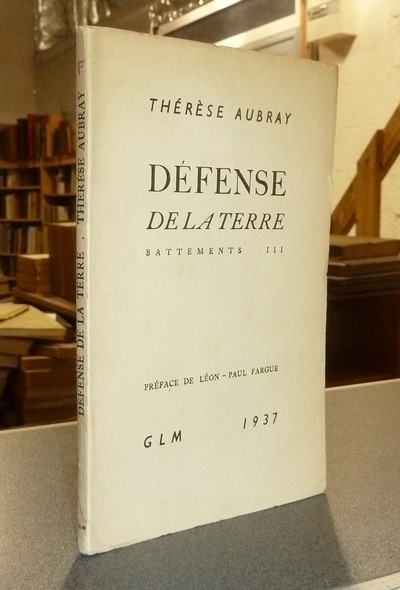 THÉRÈSE AUBRAY
DÉFENSE
DE LA TERRE
BATTEMENTS III
PRÉFACE DE LÉON-PAUL FARGUE
GLM 1937
DÉFENSE DE LA TERRE . THÉRÈSE AUBRAY
GLM